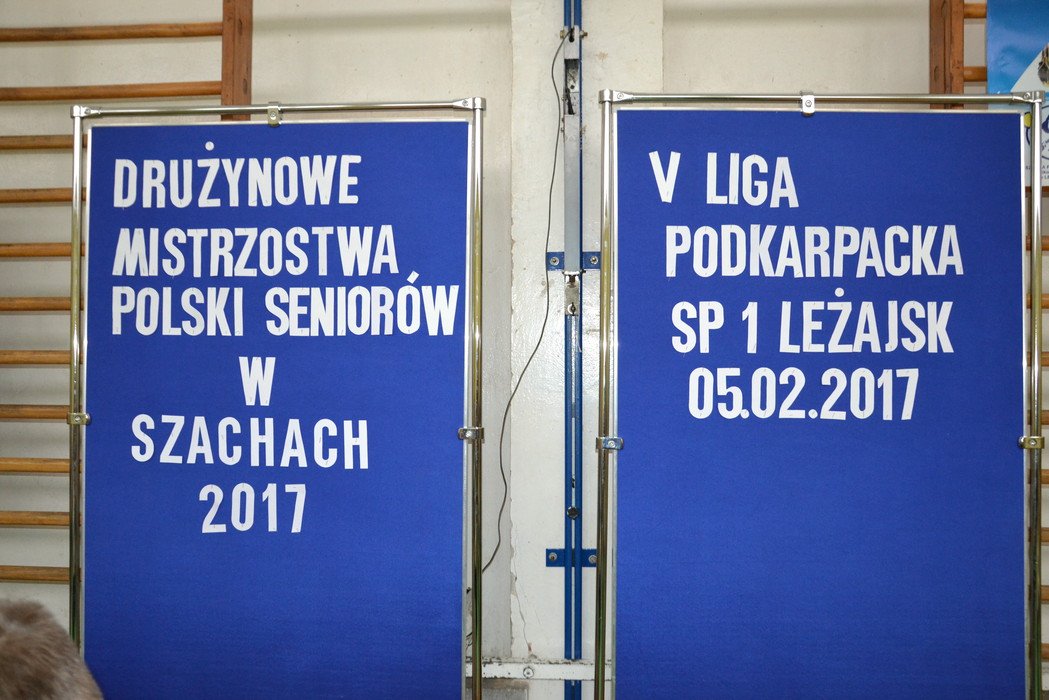 DRUŻYNOWE
MISTRZOSTWA
POLSKI SENIORÓW
W
SZACHACH
2017
V LIGA
PODKARPACKA
SP 1 LEŻAJSK
05.02.2017